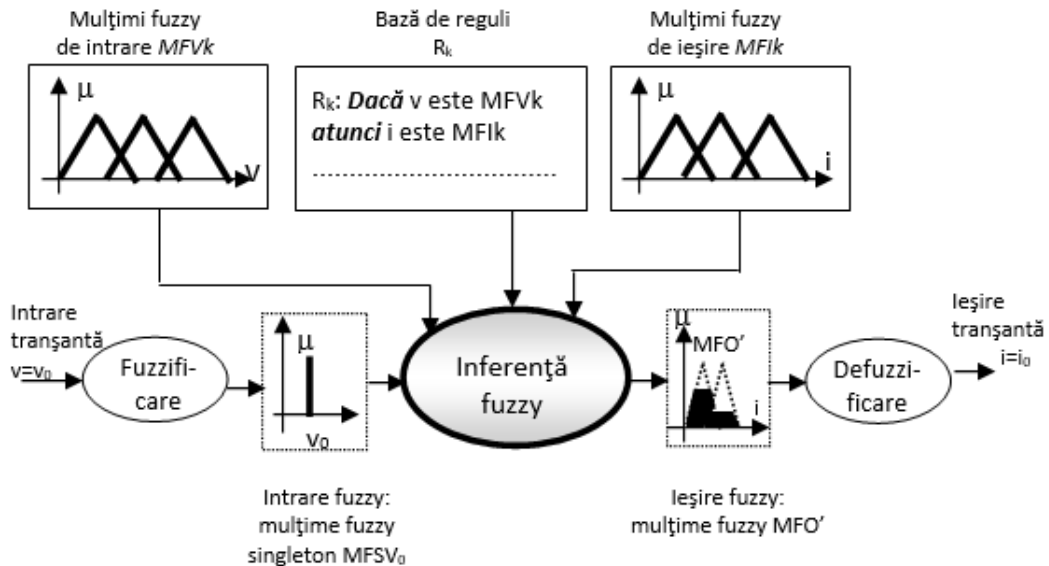 Mulţimi fuzzy
de intrare MFVk
Bază de reguli
Rk
Mulţimi fuzzy
de ieşire MFIk
μ
v
Rk: Dacă v este MFVk
atunci i este MFIk
...............................
μ
i
Intrare
tranşantă
v=v₀
Fuzzifi-
care
μ
v₀
Inferenţă
fuzzy
μ
MFO’
i
Defuzzi-
ficare
Ieşire
tranşantă
i=i₀
Intrare fuzzy:
mulţime fuzzy
singleton MFSV₀
Ieşire fuzzy:
mulţime fuzzy MFO’